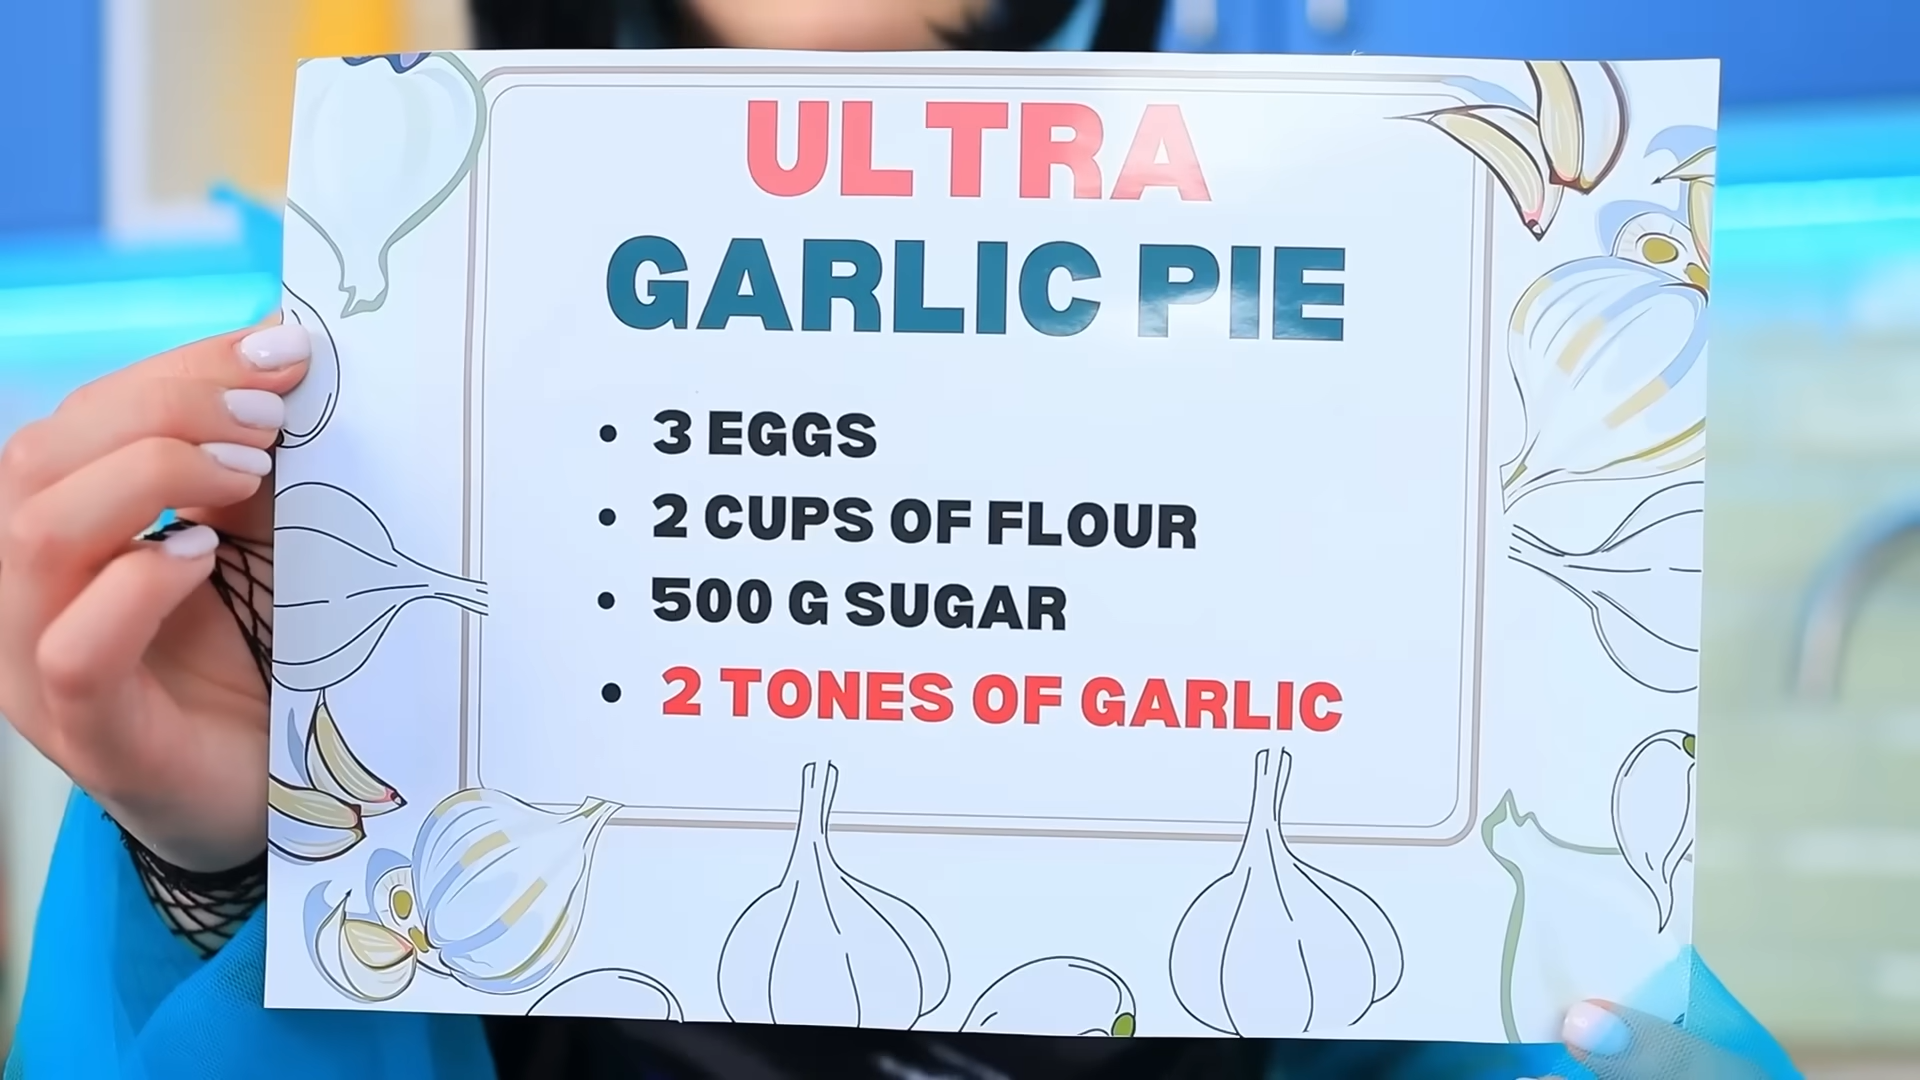 ULTRA
GARLIC PIE
• 3 EGGS
• 2 CUPS OF FLOUR
• 500 G SUGAR
• 2 TONES OF GARLIC